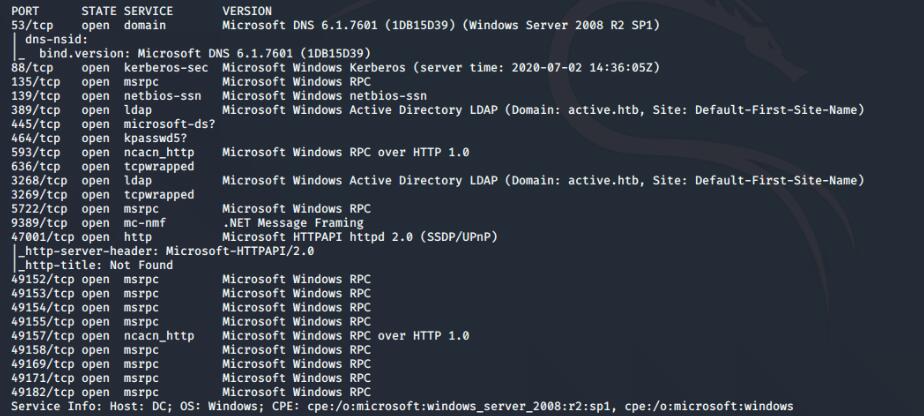 PORT STATE SERVICE VERSION
53/tcp open domain Microsoft DNS 6.1.7601 (1DB15D39) (Windows Server 2008 R2 SP1)
| dns-nsid:
|_ bind.version: Microsoft DNS 6.1.7601 (1DB15D39)
88/tcp open kerberos-sec Microsoft Windows Kerberos (server time: 2020-07-02 14:36:05Z)
135/tcp open msrpc Microsoft Windows RPC
139/tcp open netbios-ssn Microsoft Windows netbios-ssn
389/tcp open ldap Microsoft Windows Active Directory LDAP (Domain: active.htb, Site: Default-First-Site-Name)
445/tcp open microsoft-ds?
464/tcp open kpasswd5?
593/tcp open ncacn_http Microsoft Windows RPC over HTTP 1.0
636/tcp open tcpwrapped
3268/tcp open ldap Microsoft Windows Active Directory LDAP (Domain: active.htb, Site: Default-First-Site-Name)
3269/tcp open tcpwrapped
5722/tcp open msrpc Microsoft Windows RPC
9389/tcp open mc-nmf .NET Message Framing
47001/tcp open http Microsoft HTTPAPI httpd 2.0 (SSDP/UPnP)
|_http-server-header: Microsoft-HTTPAPI/2.0
|_http-title: Not Found
49152/tcp open msrpc Microsoft Windows RPC
49153/tcp open msrpc Microsoft Windows RPC
49154/tcp open msrpc Microsoft Windows RPC
49155/tcp open msrpc Microsoft Windows RPC
49157/tcp open ncacn_http Microsoft Windows RPC over HTTP 1.0
49158/tcp open msrpc Microsoft Windows RPC
49169/tcp open msrpc Microsoft Windows RPC
49171/tcp open msrpc Microsoft Windows RPC
49182/tcp open msrpc Microsoft Windows RPC
Service Info: Host: DC; OS: Windows; CPE: cpe:/o:microsoft:windows_server_2008:r2:sp1, cpe:/o:microsoft:windows